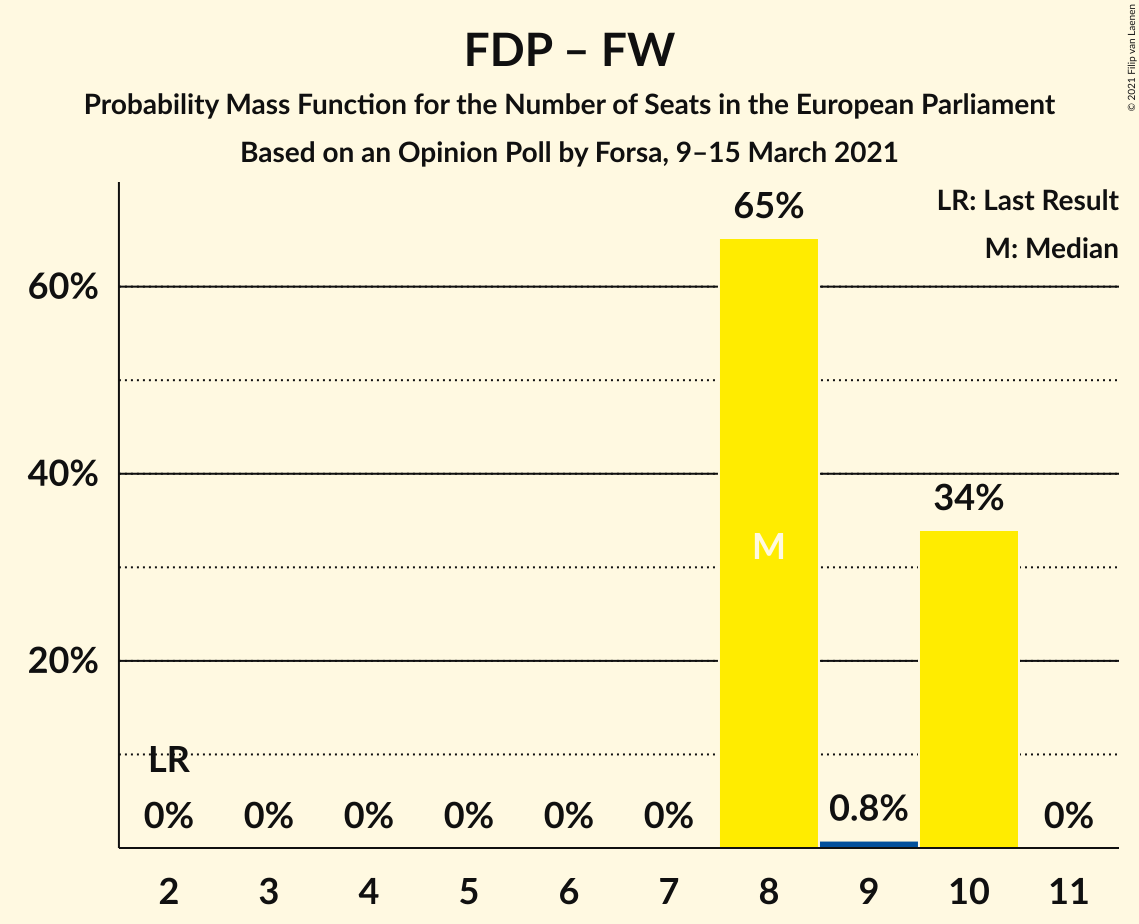 FDP – FW
Probability Mass Function for the Number of Seats in the European Parliament
Based on an Opinion Poll by Forsa, 9–15 March 2021
© 2021 Filip van Laenen
LR: Last Result
M: Median
65%
60%
40%
34%
M
20%
LR
0% 0% 0% 0% 0% 0% 0.8% 0%
2 3 4 5 6 7 8 9 10 11